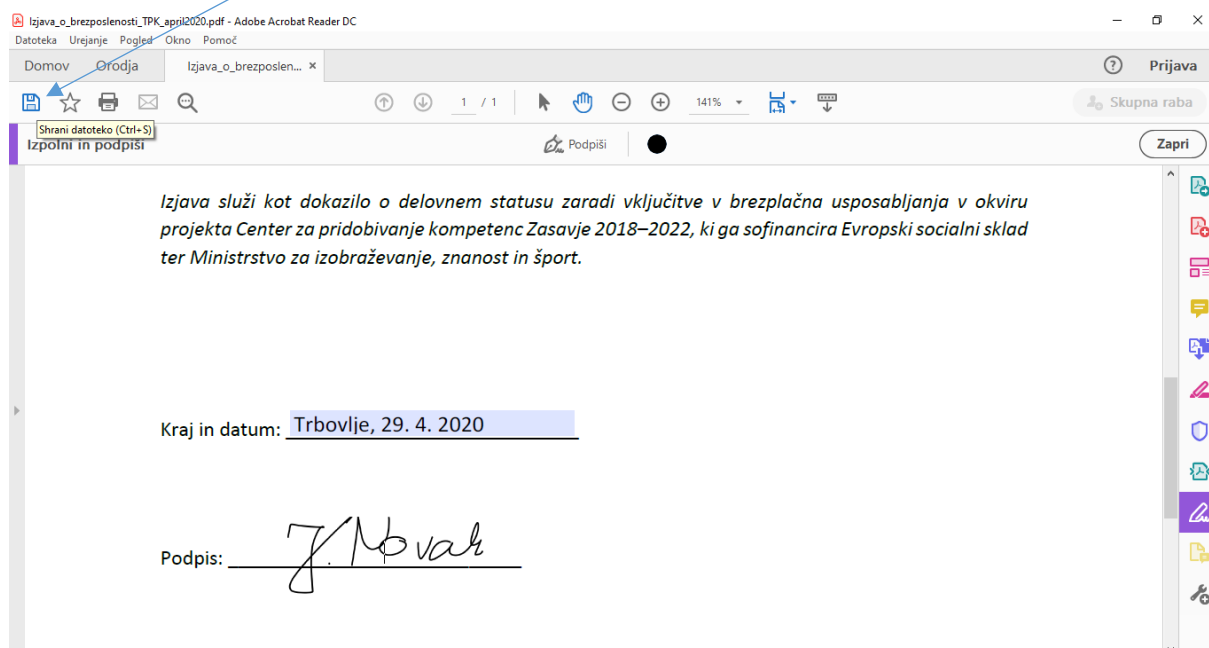 Izjava_o_brezposlenosti_TPK_april2020.pdf - Adobe Acrobat Reader DC
Datoteka Urejanje Pogled Okno Pomoč
Domov Orodja Izjava_o_brezposlen... × ? Prijava
1 / 1 141% Skupna raba
Shrani datoteko (Ctrl+S)
Izpolni in podpiši Podpiši Zapri
Izjava služi kot dokazilo o delovnem statusu zaradi vključitve v brezplačna usposabljanja v okviru
projekta Center za pridobivanje kompetenc Zasavje 2018–2022, ki ga sofinancira Evropski socialni sklad
ter Ministrstvo za izobraževanje, znanost in šport.
Kraj in datum: Trbovlje, 29. 4. 2020
Podpis: J. Novak